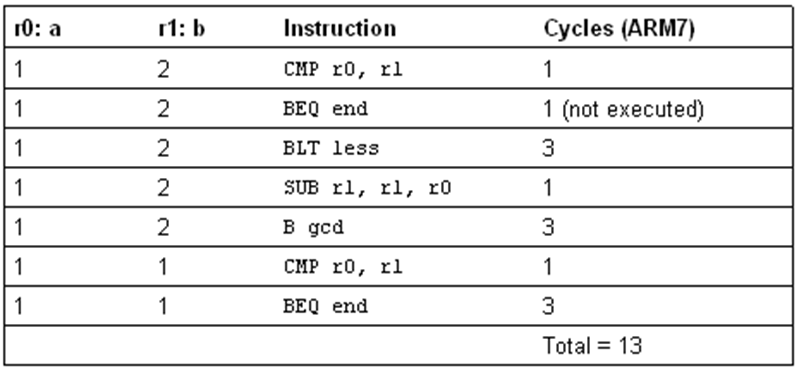 r0: a r1: b Instruction Cycles (ARM7)
1 2 CMP r0, r1 1
1 2 BEQ end 1 (not executed)
1 2 BLT less 3
1 2 SUB r1, r1, r0 1
1 2 B gcd 3
1 1 CMP r0, r1 1
1 1 BEQ end 3
Total = 13